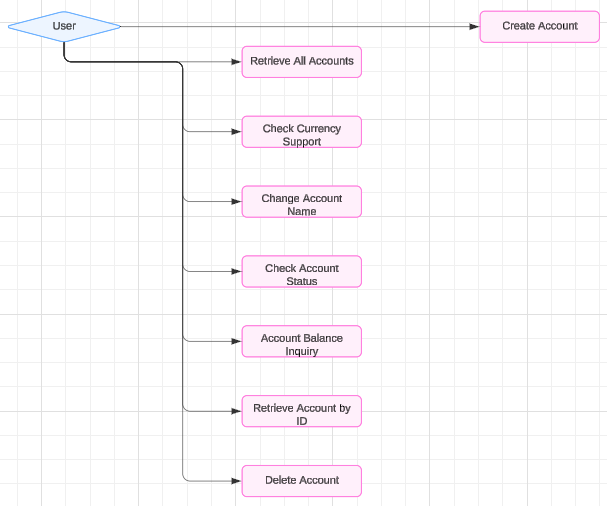 User
Create Account
Retrieve All Accounts
Check Currency
Support
Change Account
Name
Check Account
Status
Account Balance
Inquiry
Retrieve Account by
ID
Delete Account